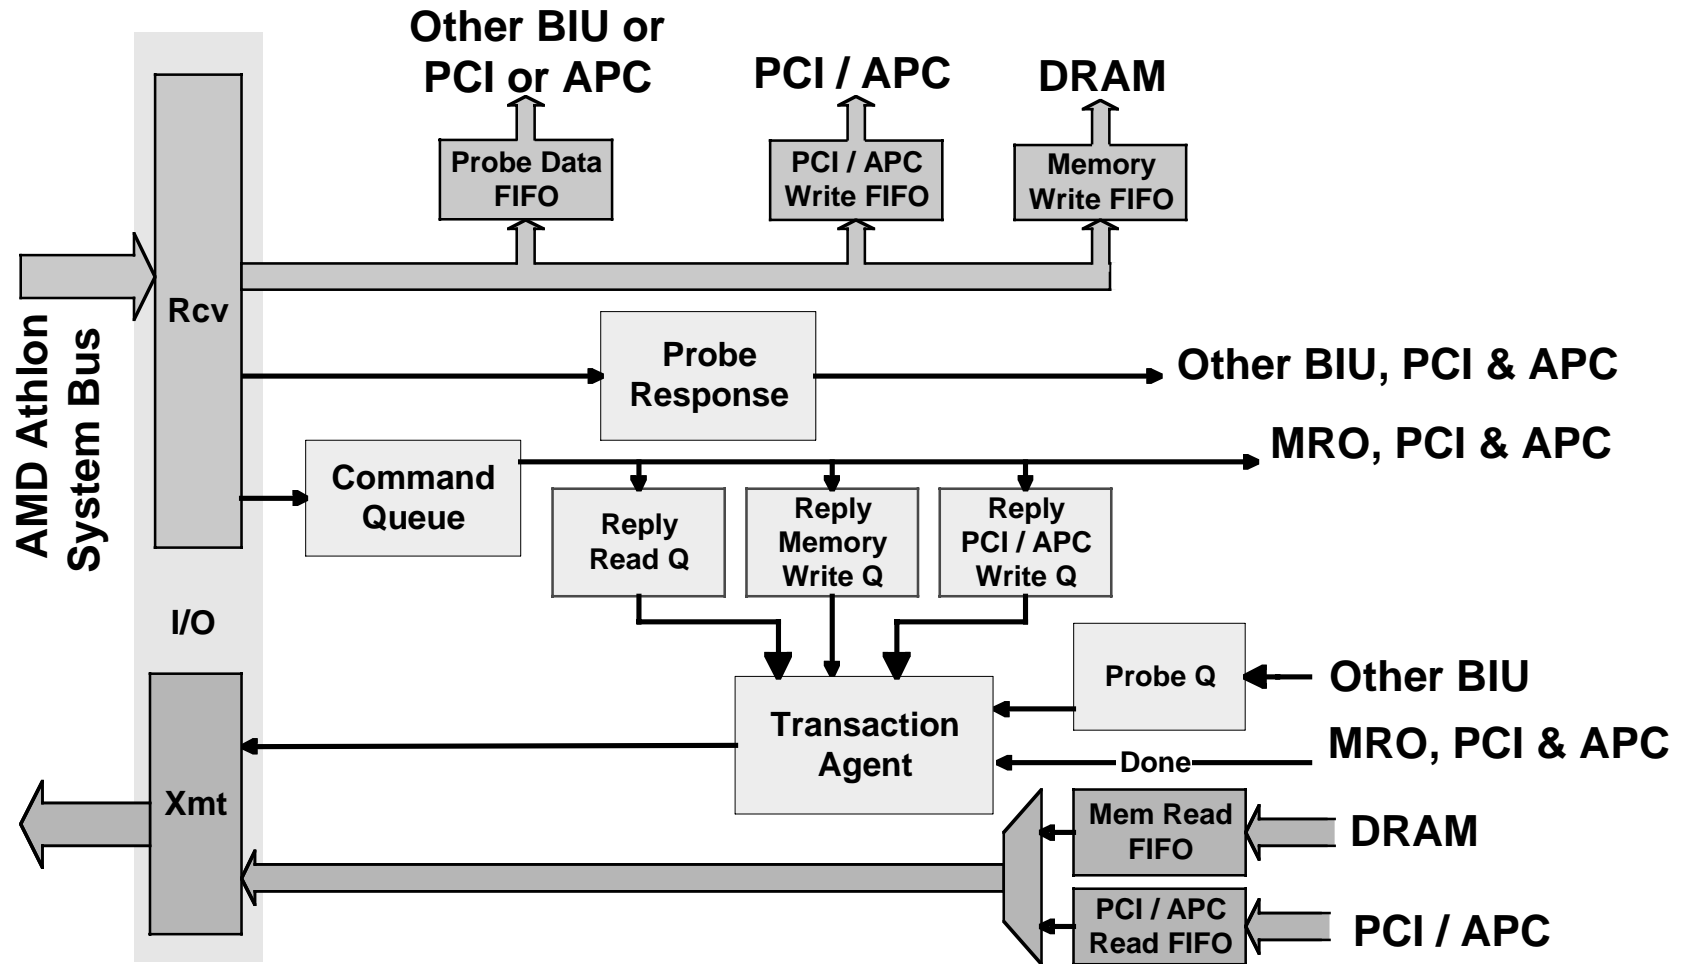 Other BIU or
PCI or APC
PCI / APC
DRAM
Probe Data
FIFO
PCI / APC
Write FIFO
Memory
Write FIFO
AMD Athlon
System Bus
Rcv
Probe
Response
Other BIU, PCI & APC
MRO, PCI & APC
Command
Queue
Reply
Read Q
Reply
Memory
Write Q
Reply
PCI / APC
Write Q
I/O
Probe Q
Other BIU
Transaction
Agent
Done
MRO, PCI & APC
Xmt
Mem Read
FIFO
DRAM
PCI / APC
Read FIFO
PCI / APC